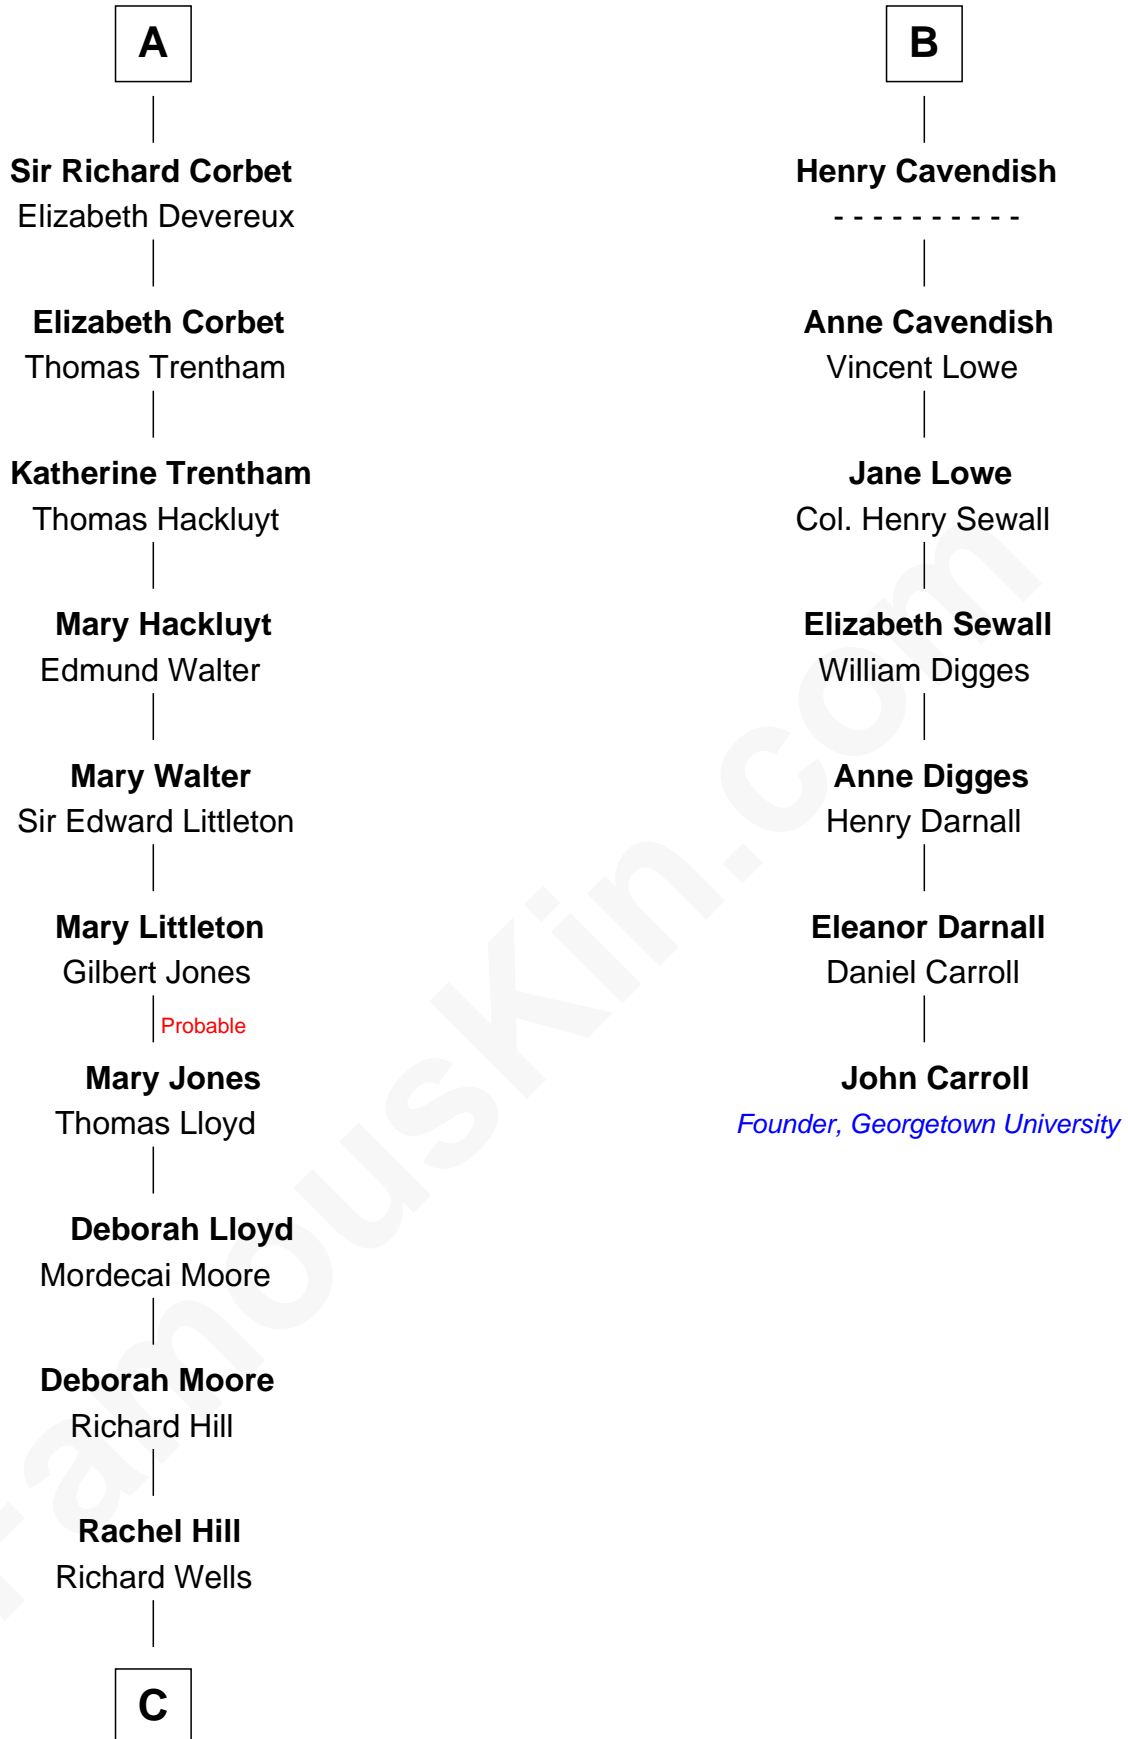 A
Sir Richard Corbet
Elizabeth Devereux
Elizabeth Corbet
Thomas Trentham
Katherine Trentham
Thomas Hackluyt
Mary Hackluyt
Edmund Walter
Mary Walter
Sir Edward Littleton
Mary Littleton
Gilbert Jones
Probable
Mary Jones
Thomas Lloyd
Deborah Lloyd
Mordecai Moore
Deborah Moore
Richard Hill
Rachel Hill
Richard Wells
C
B
Henry Cavendish
- - - - - - - - - -
Anne Cavendish
Vincent Lowe
Jane Lowe
Col. Henry Sewall
Elizabeth Sewall
William Digges
Anne Digges
Henry Darnall
Eleanor Darnall
Daniel Carroll
John Carroll
Founder, Georgetown University
FamousKin.com